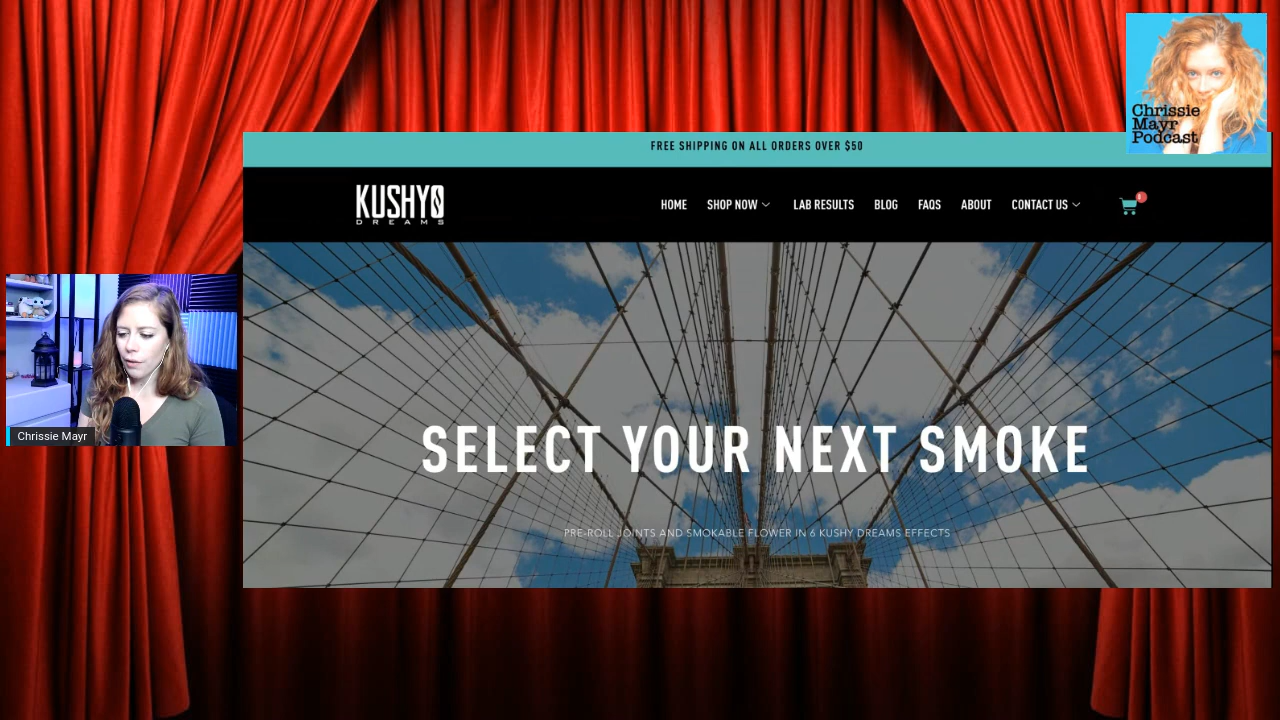 Chrissie
Mayr
Podcast
FREE SHIPPING ON ALL ORDERS OVER $50
KUSHY
DREAMS
HOME
SHOP NOW
LAB RESULTS
BLOG
FAQS
ABOUT
CONTACT US
SELECT YOUR NEXT SMOKE
PRE-ROLL JOINTS AND SMOKABLE FLOWER IN 6 KUSHY DREAMS EFFECTS
Chrissie Mayr